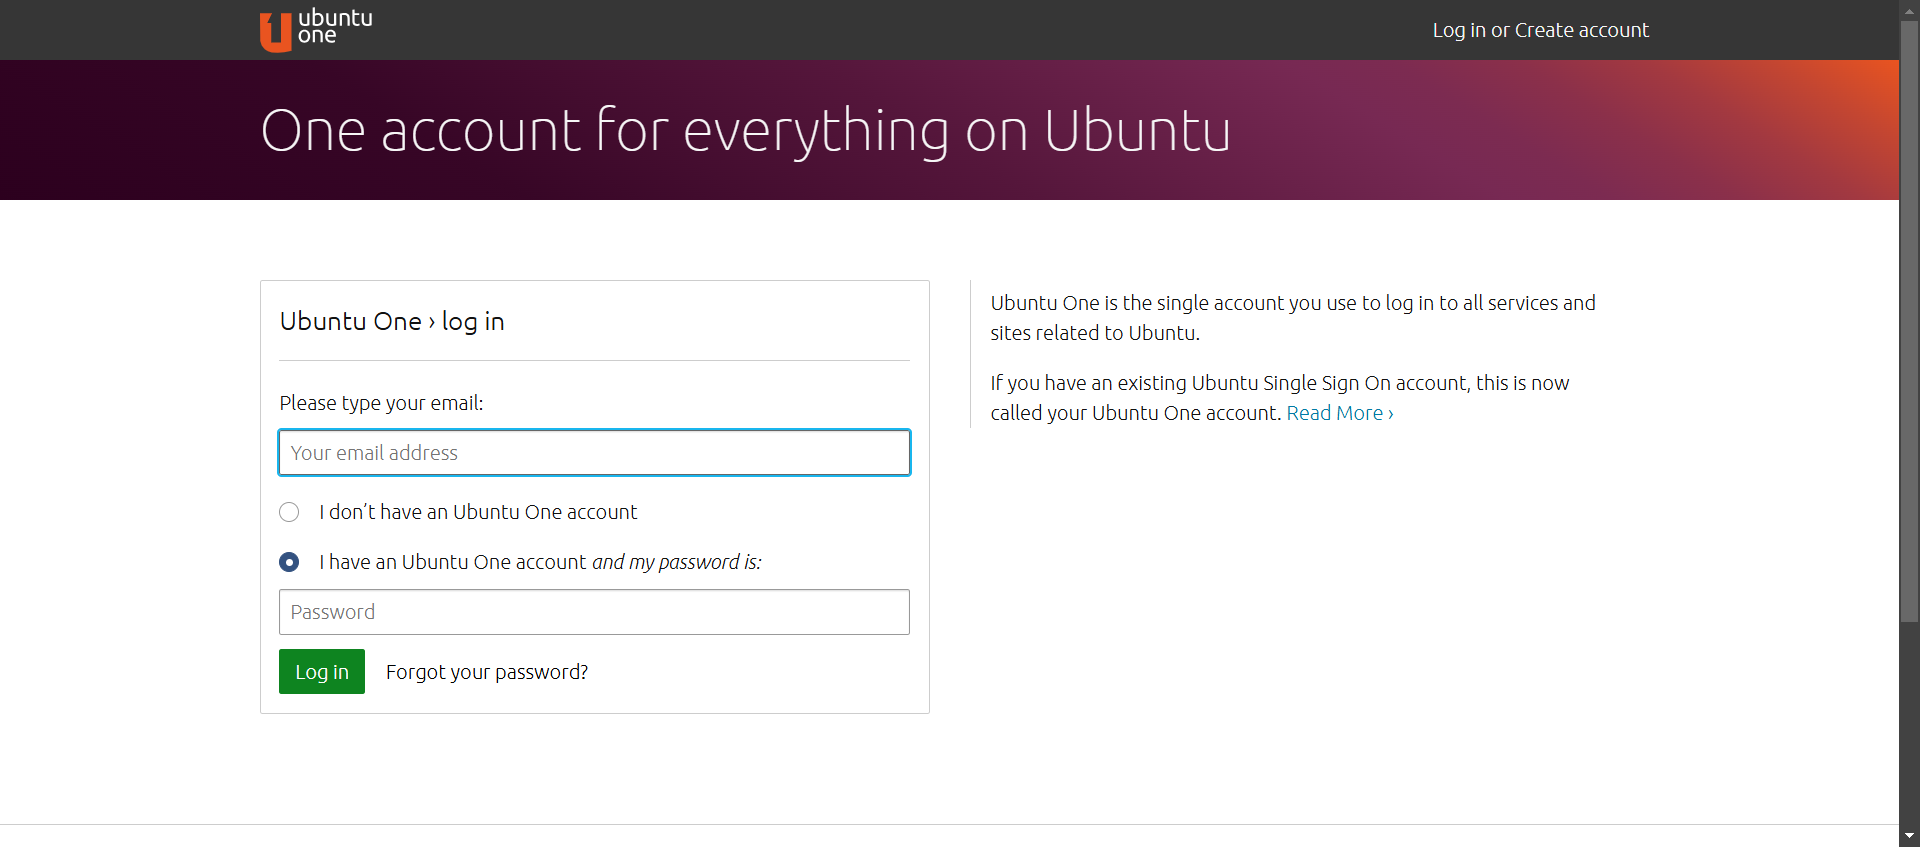 ubuntu
one
Log in or Create account
One account for everything on Ubuntu
Ubuntu One › log in
Please type your email:
Your email address
I don’t have an Ubuntu One account
I have an Ubuntu One account and my password is:
Password
Log in
Forgot your password?
Ubuntu One is the single account you use to log in to all services and
sites related to Ubuntu.
If you have an existing Ubuntu Single Sign On account, this is now
called your Ubuntu One account. Read More ›